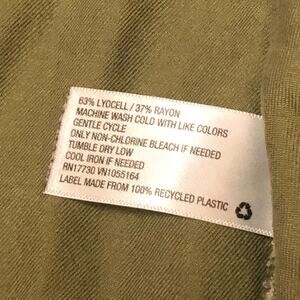 63% LYOCELL / 37% RAYON
MACHINE WASH COLD WITH LIKE COLORS
GENTLE CYCLE
ONLY NON-CHLORINE BLEACH IF NEEDED
TUMBLE DRY LOW
COOL IRON IF NEEDED
RN17730 VN1055164
LABEL MADE FROM 100% RECYCLED PLASTIC